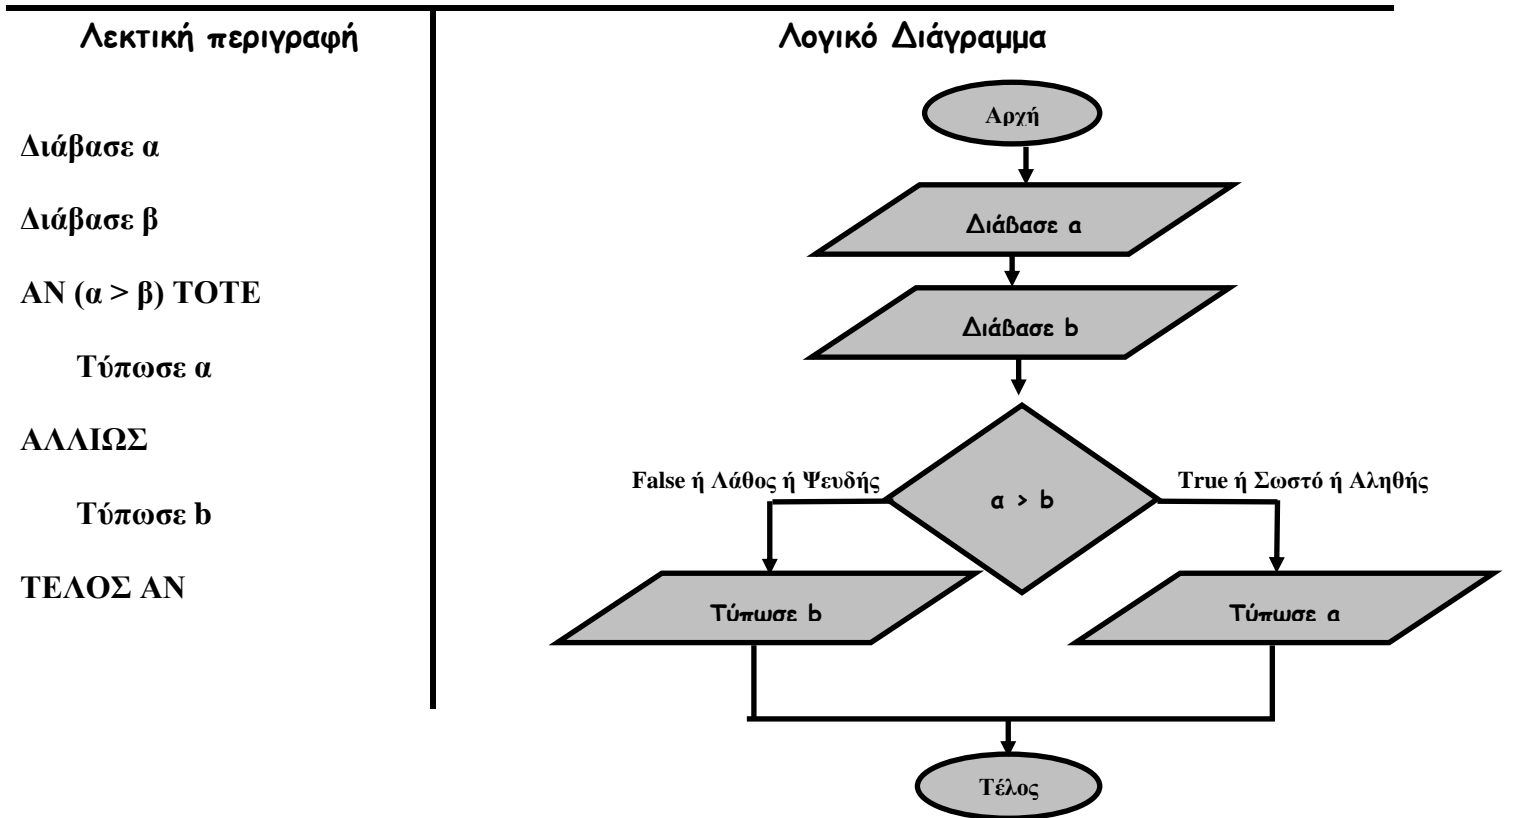 Λεκτική περιγραφή
Διάβασε α
Διάβασε β
ΑΝ (α > β) ΤΟΤΕ
Τύπωσε α
ΑΛΛΙΩΣ
Τύπωσε b
ΤΕΛΟΣ ΑΝ
Λογικό Διάγραμμα
Αρχή
Διάβασε a
Διάβασε b
a > b
False ή Λάθος ή Ψευδής
True ή Σωστό ή Αληθής
Τύπωσε b
Τύπωσε a
Τέλος